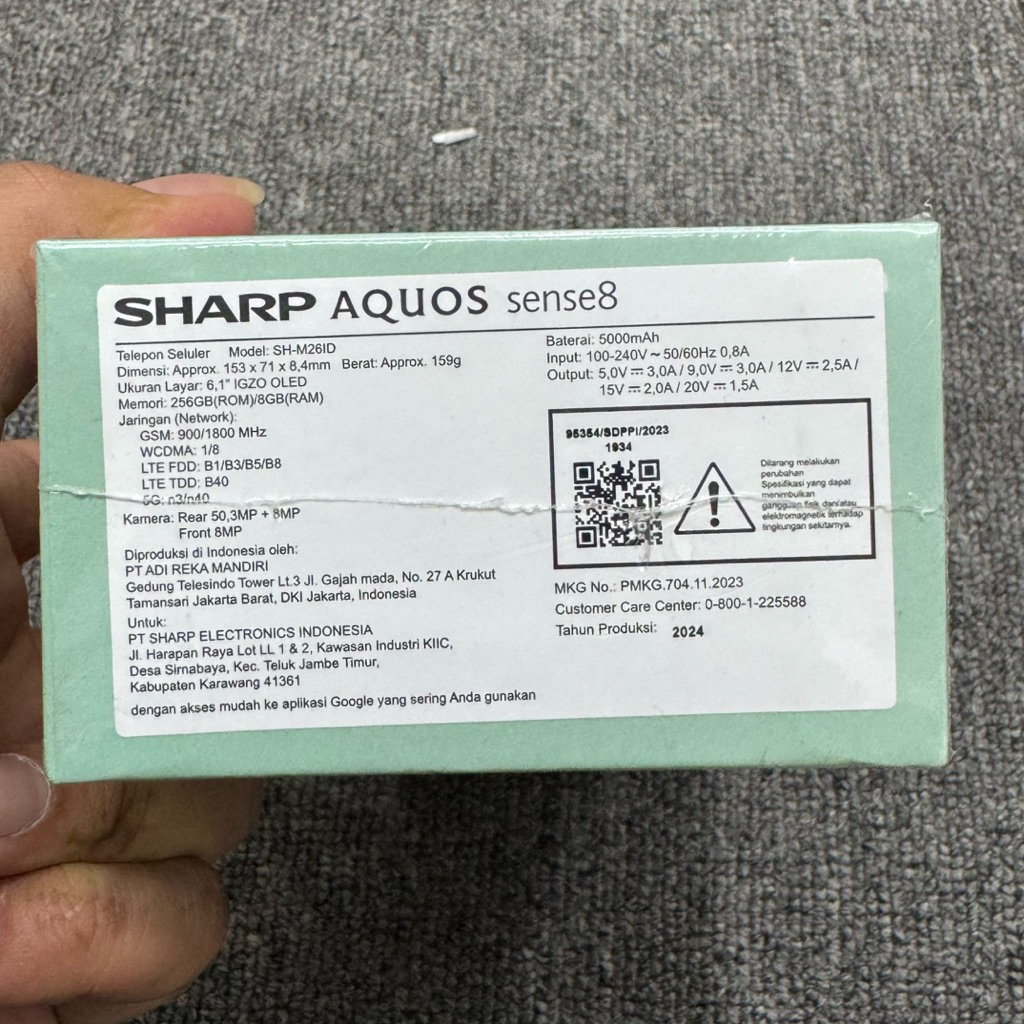 SHARP AQUOS sense8
Telepon Seluler Model: SH-M26ID
Dimensi: Approx. 153 x 71 x 8,4mm Berat: Approx. 159g
Ukuran Layar: 6,1" IGZO OLED
Memori: 256GB(ROM)/8GB(RAM)
Jaringan (Network):
GSM: 900/1800 MHz
WCDMA: 1/8
LTE FDD: B1/B3/B5/B8
LTE TDD: B40
5G: n3/n40
Kamera: Rear 50,3MP + 8MP
Front 8MP
Diproduksi di Indonesia oleh:
PT ADI REKA MANDIRI
Gedung Telesindo Tower Lt.3 Jl. Gajah mada, No. 27 A Krukut
Tamansari Jakarta Barat, DKI Jakarta, Indonesia
Untuk:
PT SHARP ELECTRONICS INDONESIA
Jl. Harapan Raya Lot LL 1 & 2, Kawasan Industri KIIC,
Desa Sirnabaya, Kec. Teluk Jambe Timur,
Kabupaten Karawang 41361
dengan akses mudah ke aplikasi Google yang sering Anda gunakan
Baterai: 5000mAh
Input: 100-240V ~ 50/60Hz 0,8A
Output: 5,0V ⎓ 3,0A / 9,0V ⎓ 3,0A / 12V ⎓ 2,5A /
15V ⎓ 2,0A / 20V ⎓ 1,5A
95354/SDPPI/2023
1934
Dilarang melakukan
perubahan
Spesifikasi yang dapat
menimbulkan
gangguan fisik dan/atau
elektromagnetik terhadap
lingkungan sekitarnya.
MKG No.: PMKG.704.11.2023
Customer Care Center: 0-800-1-225588
Tahun Produksi: 2024